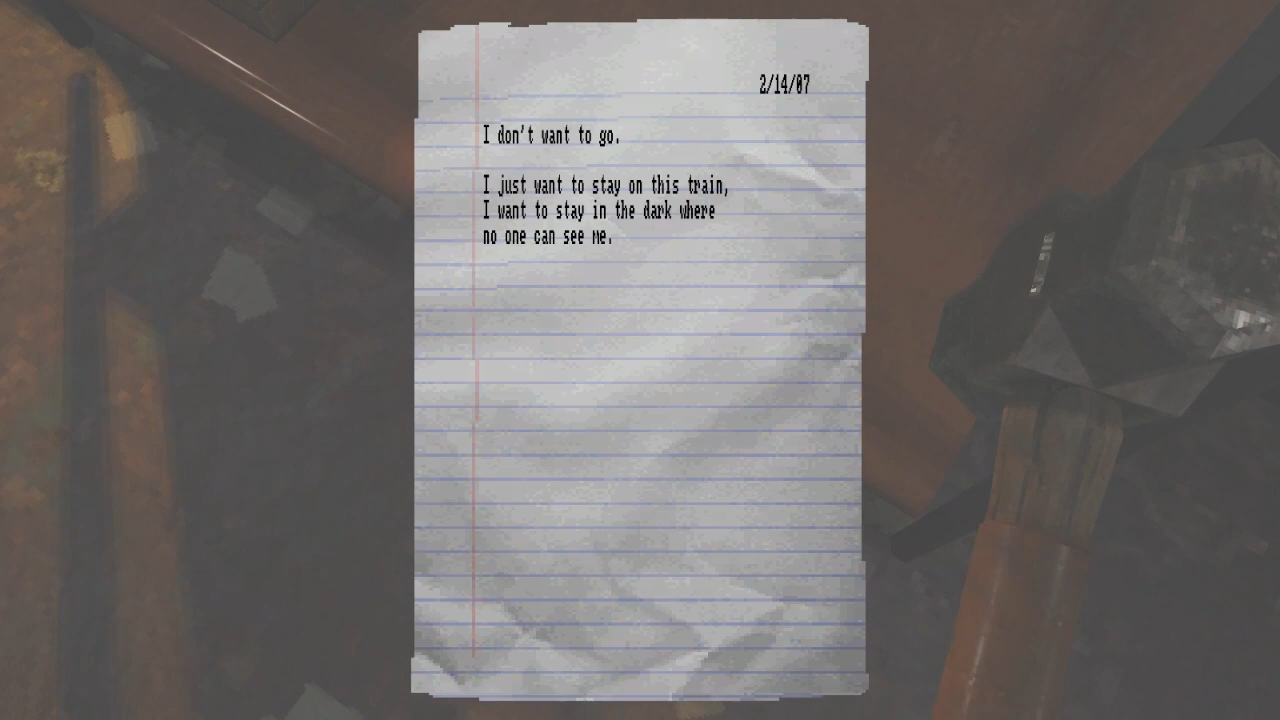 2/14/07
I don't want to go.
I just want to stay on this train,
I want to stay in the dark where
no one can see me.